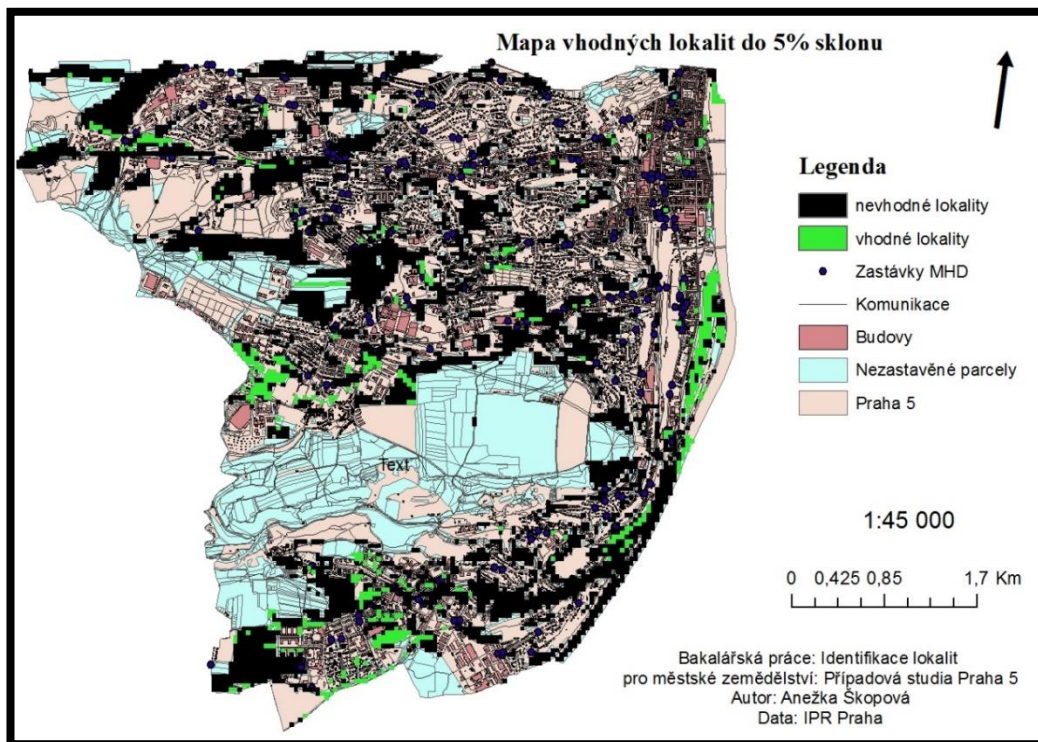 Mapa vhodných lokalit do 5% sklonu
Legenda
nevhodné lokality
vhodné lokality
Zastávky MHD
Komunikace
Budovy
Nezastavěné parcely
Praha 5
Text
1:45 000
0 0,425 0,85 1,7 Km
Bakalářská práce: Identifikace lokalit
pro městské zemědělství: Případová studia Praha 5
Autor: Anežka Škopová
Data: IPR Praha